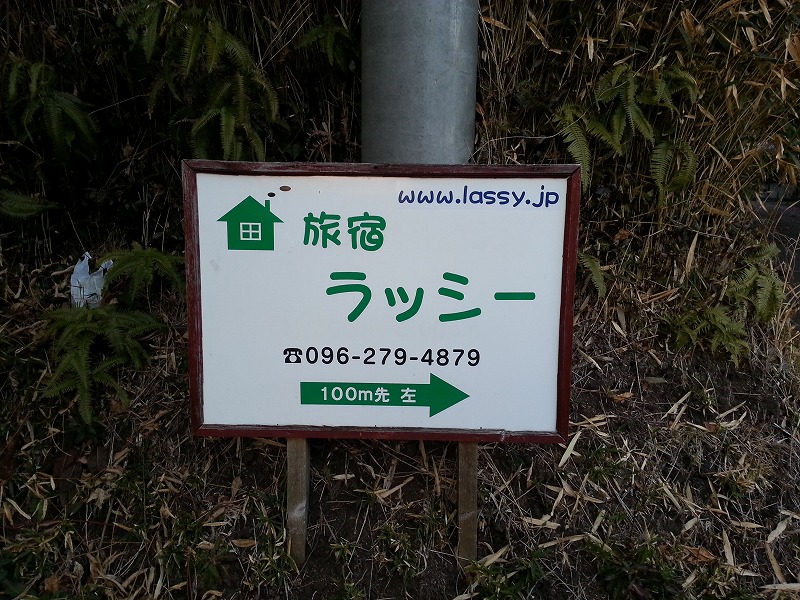 www.lassy.jp
旅宿
ラッシー
☎096-279-4879
100m先 左